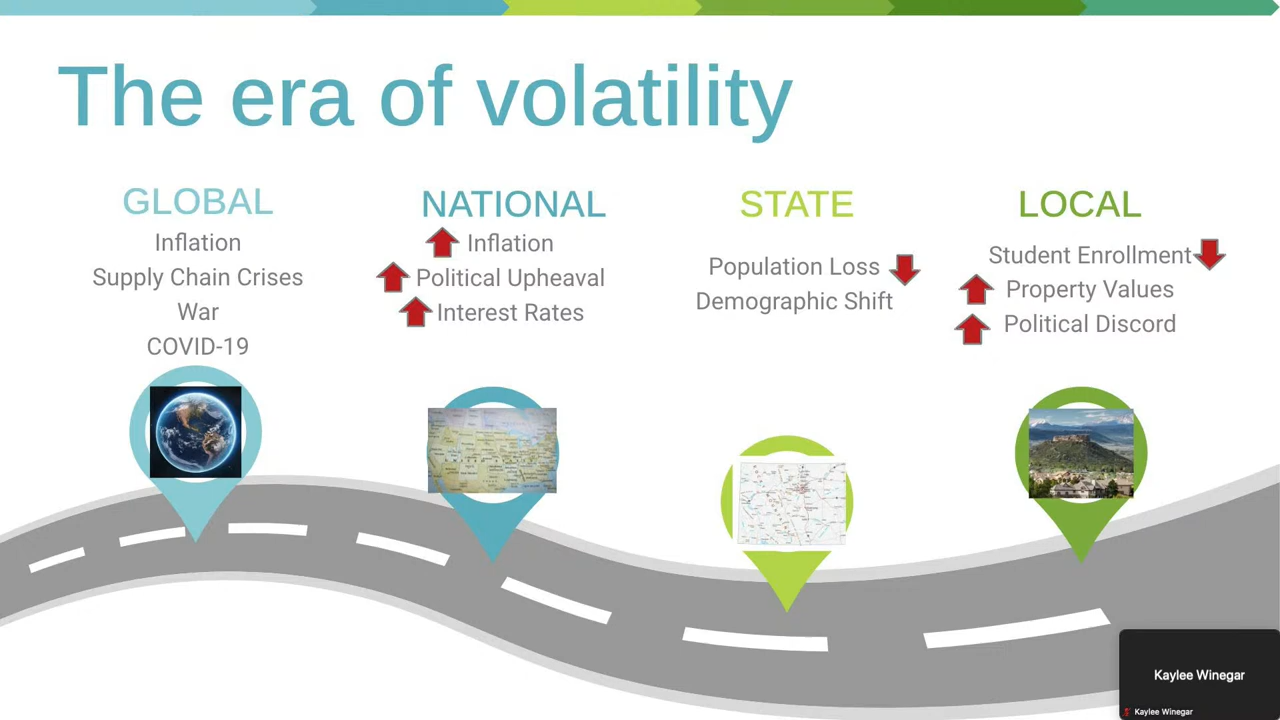 The era of volatility
GLOBAL
Inflation
Supply Chain Crises
War
COVID-19
NATIONAL
Inflation
Political Upheaval
Interest Rates
STATE
Population Loss
Demographic Shift
LOCAL
Student Enrollment
Property Values
Political Discord
Kaylee Winegar
Kaylee Winegar